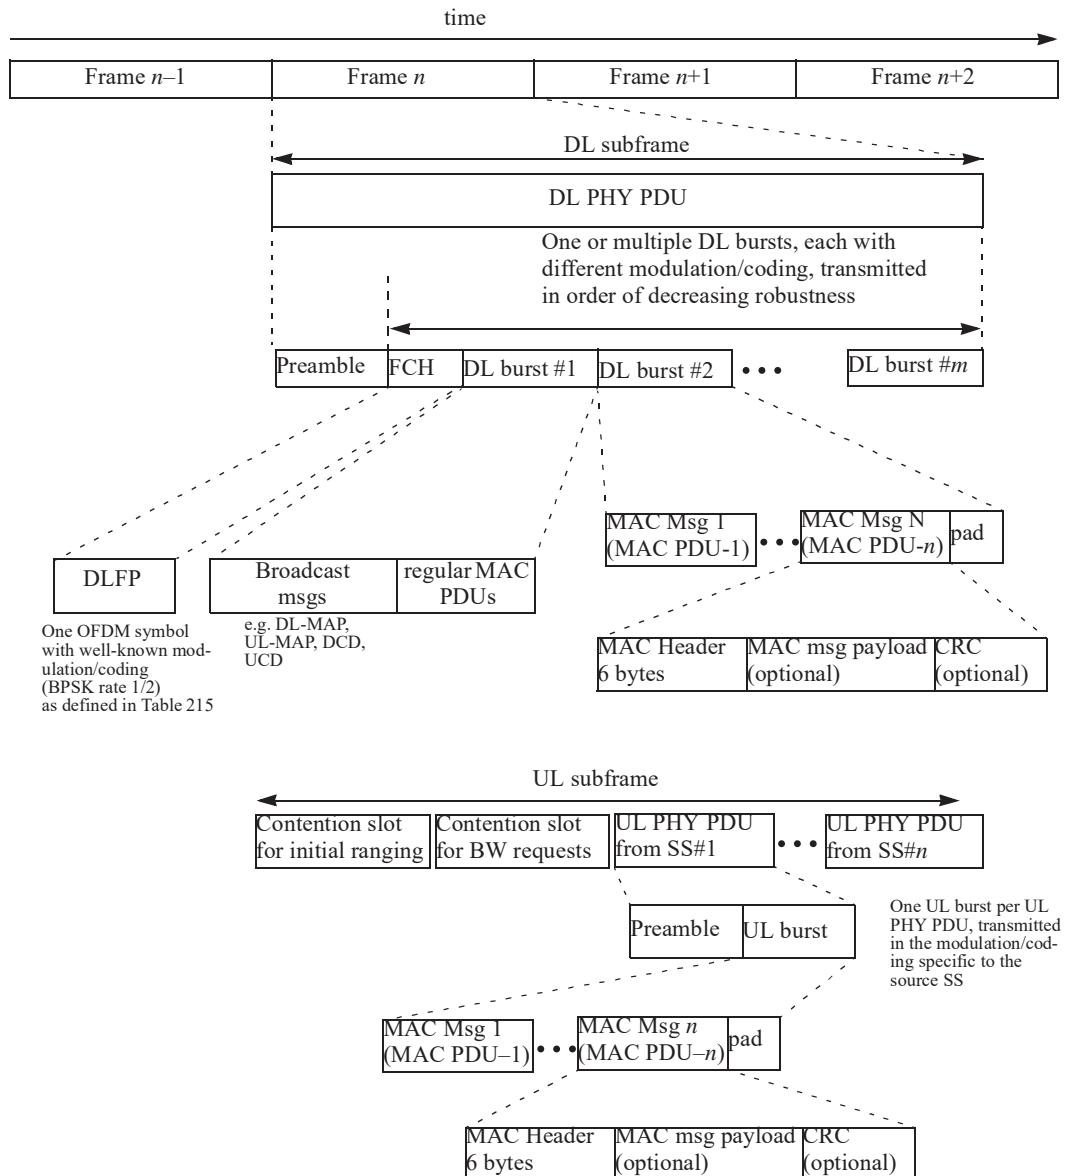 time
Frame n–1 Frame n Frame n+1 Frame n+2
DL subframe
DL PHY PDU
One or multiple DL bursts, each with
different modulation/coding, transmitted
in order of decreasing robustness
Preamble FCH DL burst #1 DL burst #2 ••• DL burst #m
MAC Msg 1
(MAC PDU-1)
•••
MAC Msg N
(MAC PDU-n)
pad
DLFP
Broadcast
msgs
regular MAC
PDUs
One OFDM symbol
with well-known mod-
ulation/coding
(BPSK rate 1/2)
as defined in Table 215
e.g. DL-MAP,
UL-MAP, DCD,
UCD
MAC Header
6 bytes
MAC msg payload
(optional)
CRC
(optional)
UL subframe
Contention slot
for initial ranging
Contention slot
for BW requests
UL PHY PDU
from SS#1
•••
UL PHY PDU
from SS#n
Preamble UL burst
One UL burst per UL
PHY PDU, transmitted
in the modulation/cod-
ing specific to the
source SS
MAC Msg 1
(MAC PDU–1)
•••
MAC Msg n
(MAC PDU–n)
pad
MAC Header
6 bytes
MAC msg payload
(optional)
CRC
(optional)